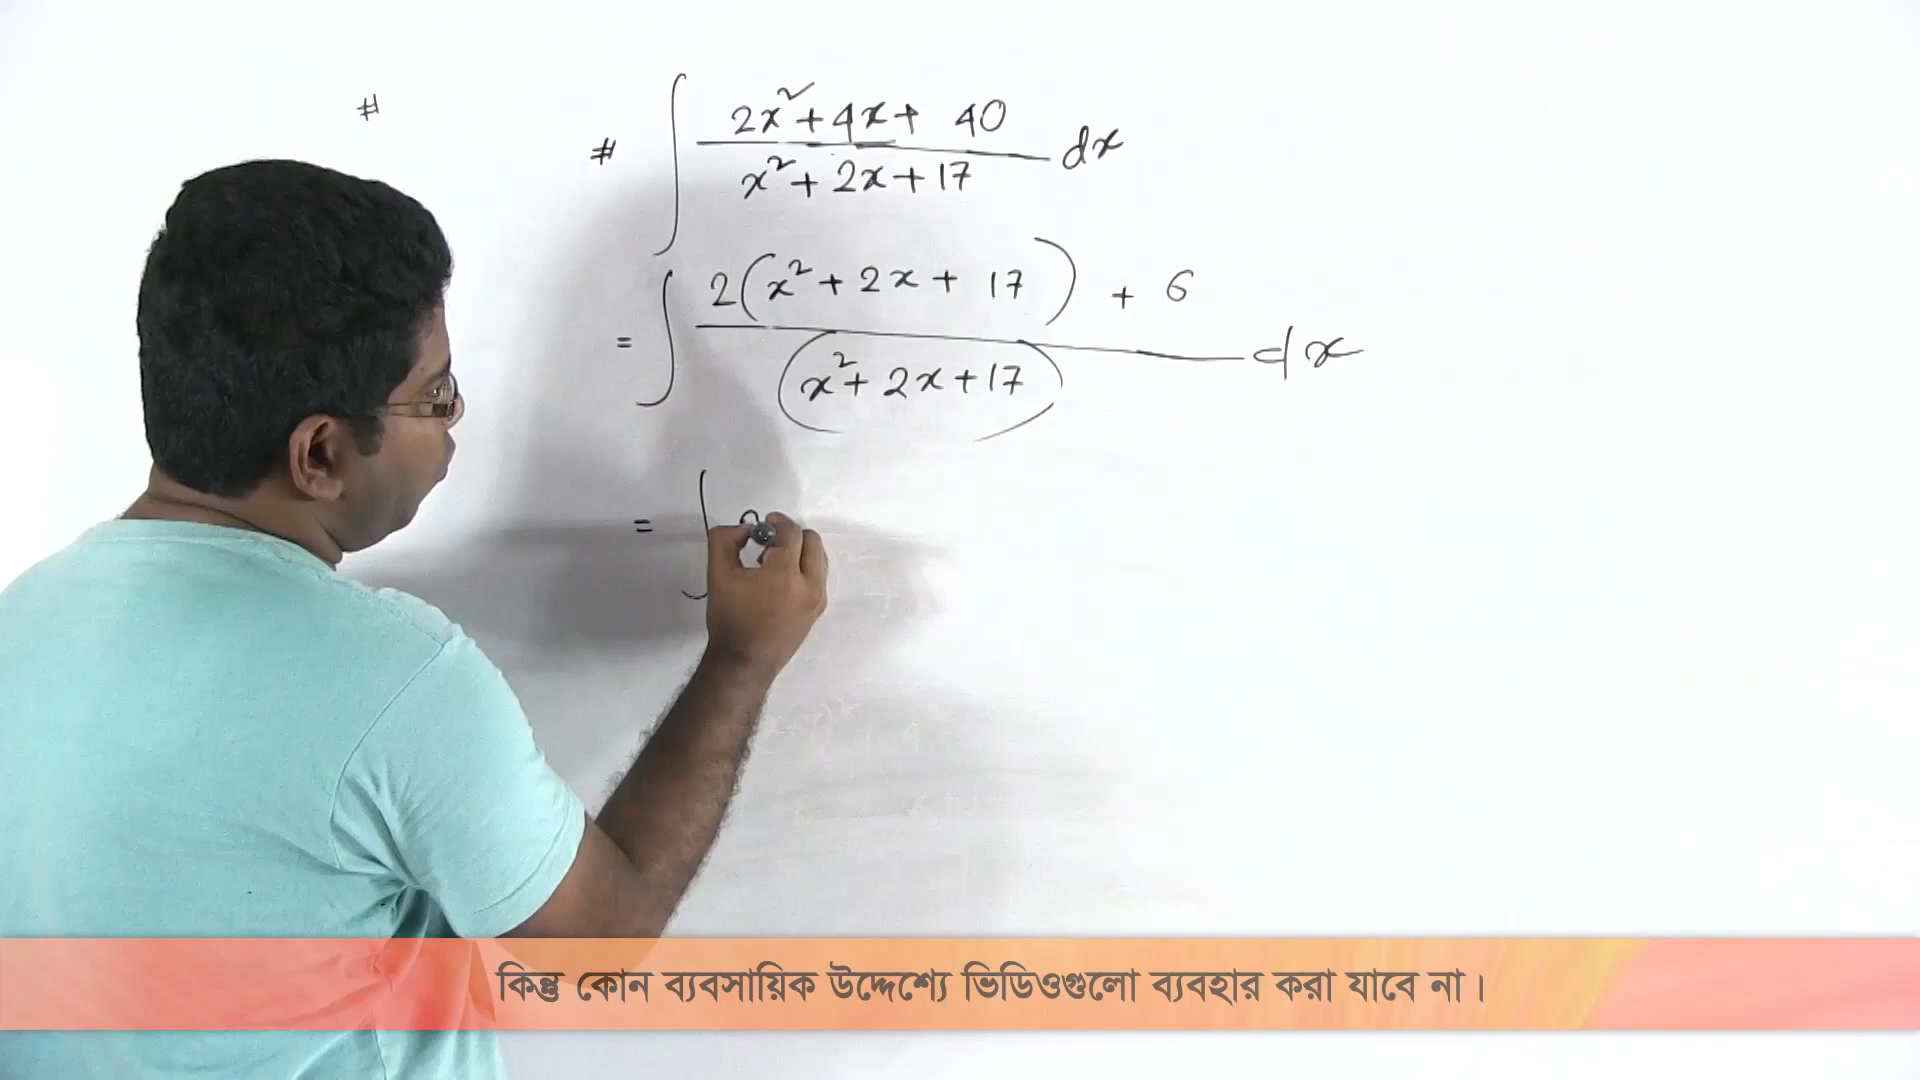 #
# ∫ (2x² + 4x + 40) / (x² + 2x + 17) dx
= ∫ (2(x² + 2x + 17) + 6) / (x² + 2x + 17) dx
= ∫
কিন্তু কোন ব্যবসায়িক উদ্দেশ্যে ভিডিওগুলো ব্যবহার করা যাবে না।